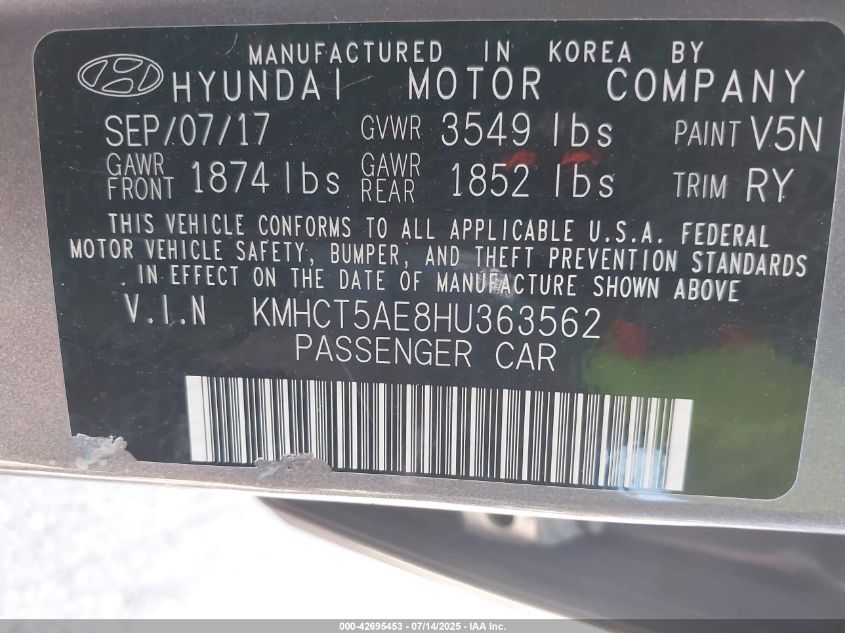 MANUFACTURED IN KOREA BY
HYUNDAI MOTOR COMPANY
SEP/07/17 GVWR 3549 lbs PAINT V5N
GAWR FRONT 1874 lbs GAWR REAR 1852 lbs TRIM RY
THIS VEHICLE CONFORMS TO ALL APPLICABLE U.S.A. FEDERAL
MOTOR VEHICLE SAFETY, BUMPER, AND THEFT PREVENTION STANDARDS
IN EFFECT ON THE DATE OF MANUFACTURE SHOWN ABOVE
V.I.N KMHCT5AE8HU363562
PASSENGER CAR
000-42695453 - 07/14/2025 - IAA Inc.